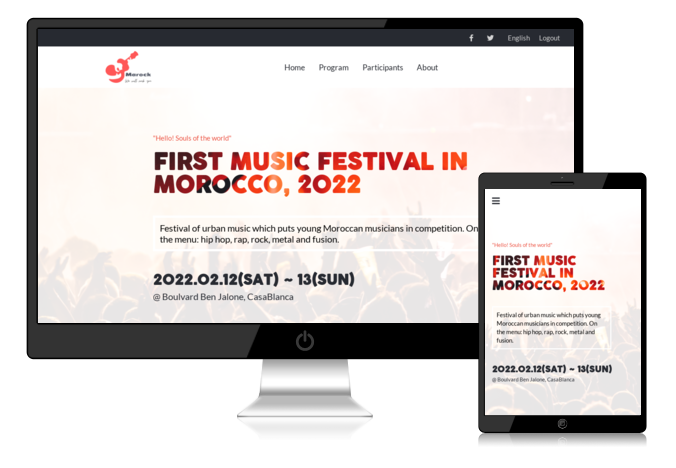 English Logout
Morock
Home Program Participants About
"Hello! Souls of the world"
FIRST MUSIC FESTIVAL IN
MOROCCO, 2022
Festival of urban music which puts young Moroccan musicians in competition. On
the menu: hip hop, rap, rock, metal and fusion.
2022.02.12(SAT) ~ 13(SUN)
@ Boulvard Ben Jalone, CasaBlanca
"Hello! Souls of the world"
FIRST MUSIC
FESTIVAL IN
MOROCCO, 2022
Festival of urban music which puts young
Moroccan musicians in competition. On
the menu: hip hop, rap, rock, metal and
fusion.
2022.02.12(SAT) ~ 13(SUN)
@ Boulvard Ben Jalone, CasaBlanca